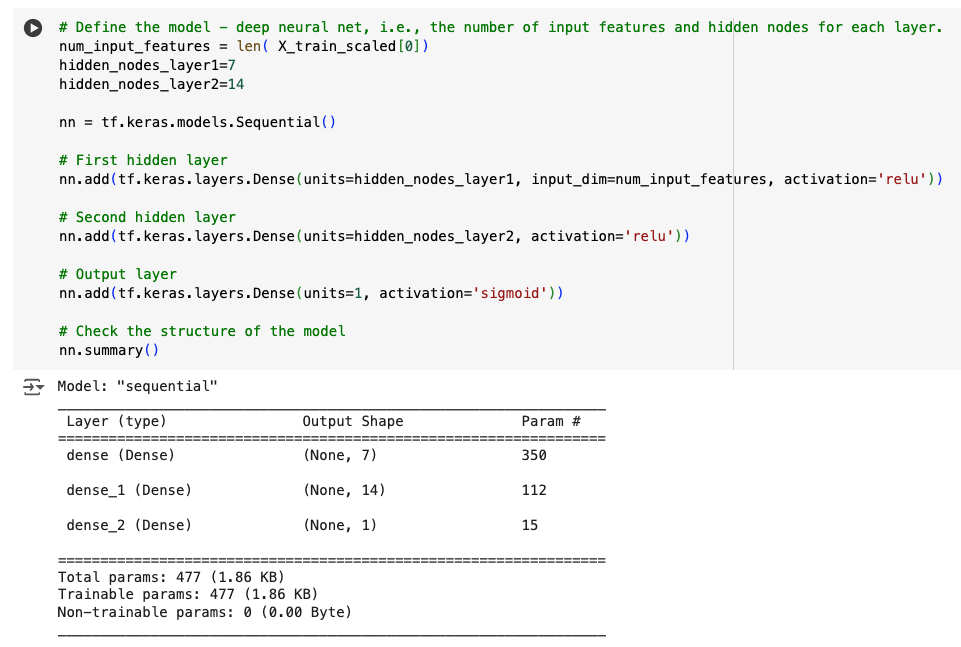 # Define the model – deep neural net, i.e., the number of input features and hidden nodes for each layer.
num_input_features = len( X_train_scaled[0])
hidden_nodes_layer1=7
hidden_nodes_layer2=14
nn = tf.keras.models.Sequential()
# First hidden layer
nn.add(tf.keras.layers.Dense(units=hidden_nodes_layer1, input_dim=num_input_features, activation='relu'))
# Second hidden layer
nn.add(tf.keras.layers.Dense(units=hidden_nodes_layer2, activation='relu'))
# Output layer
nn.add(tf.keras.layers.Dense(units=1, activation='sigmoid'))
# Check the structure of the model
nn.summary()
Model: "sequential"
_________________________________________________________________
Layer (type) Output Shape Param #
=================================================================
dense (Dense) (None, 7) 350
dense_1 (Dense) (None, 14) 112
dense_2 (Dense) (None, 1) 15
=================================================================
Total params: 477 (1.86 KB)
Trainable params: 477 (1.86 KB)
Non-trainable params: 0 (0.00 Byte)
_________________________________________________________________